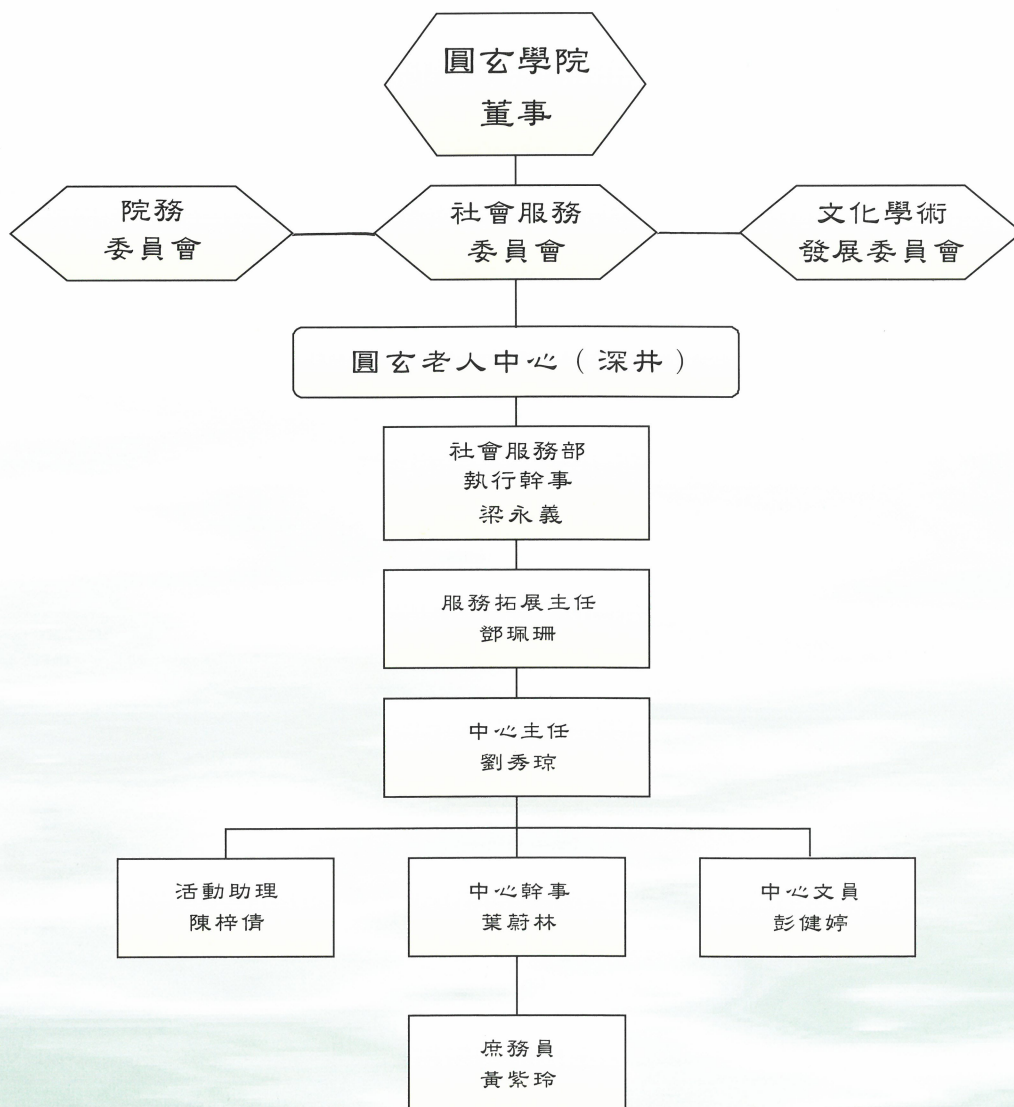 圓玄學院
董事
院務
委員會
社會服務
委員會
文化學術
發展委員會
圓玄老人中心（深井）
社會服務部
執行幹事
梁永義
服務拓展主任
鄧珮珊
中心主任
劉秀琼
活動助理
陳梓倩
中心幹事
葉蔚林
中心文員
彭健婷
庶務員
黃紫玲